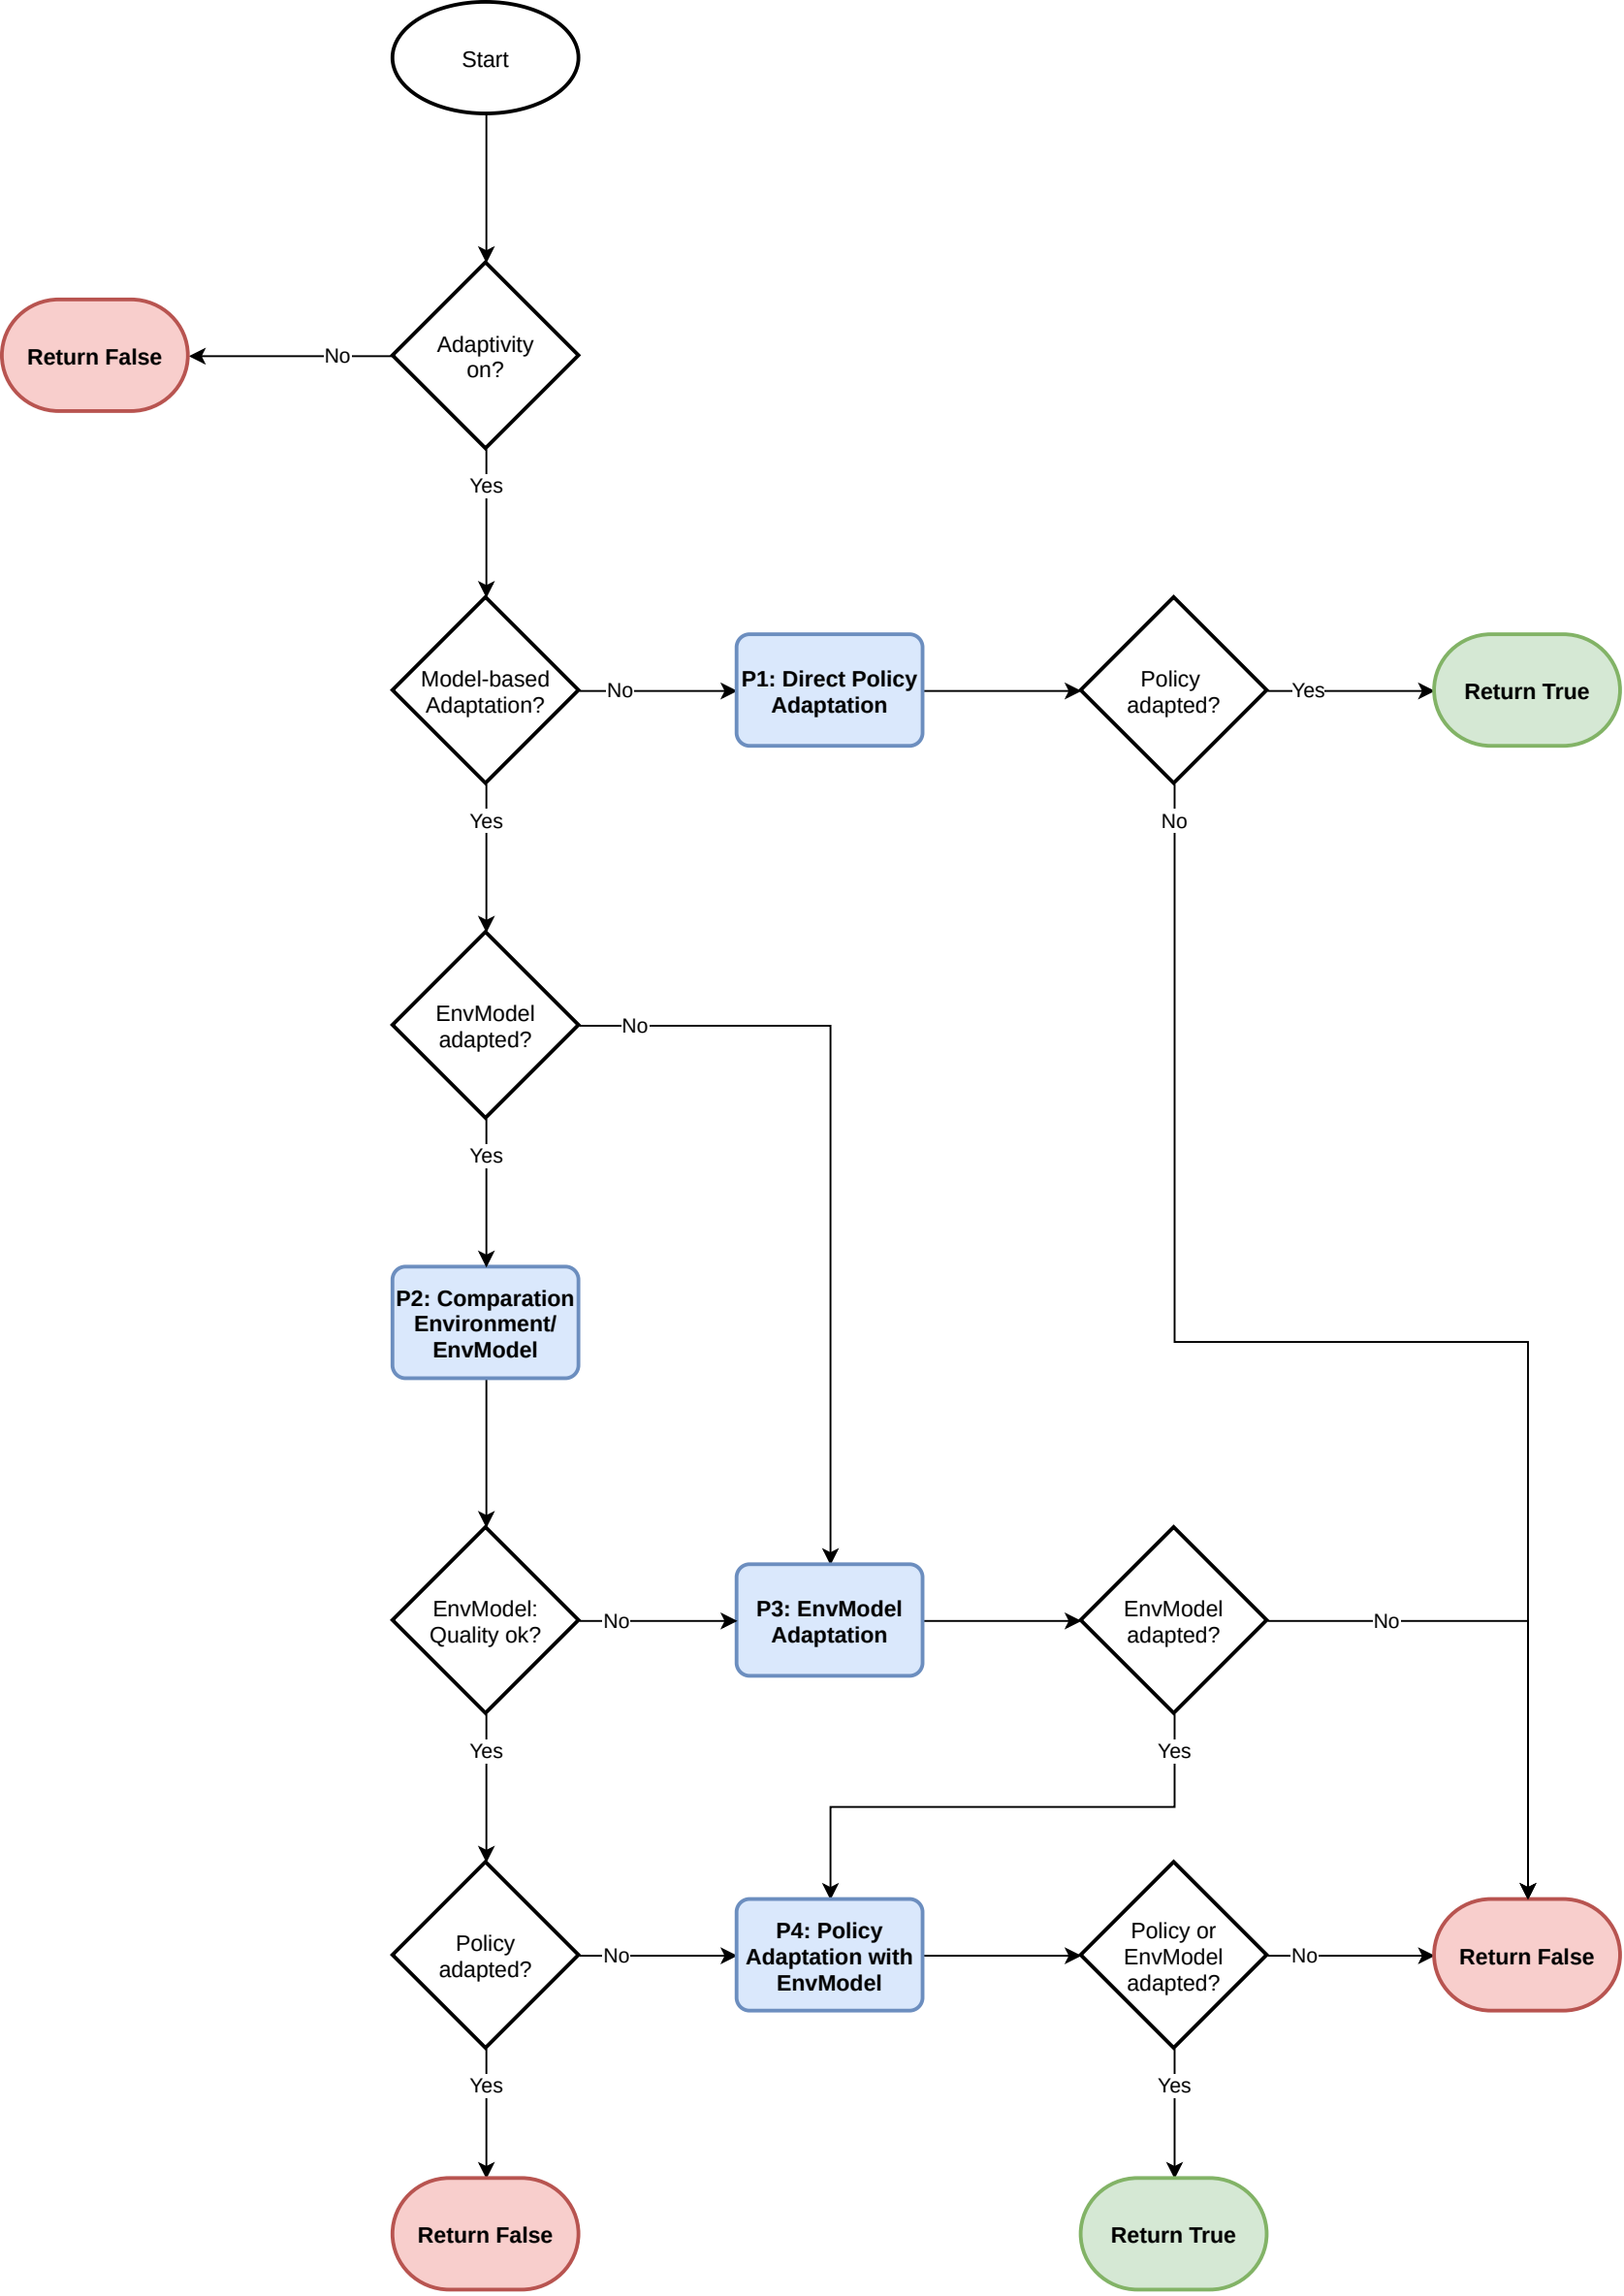 Start
Adaptivity
on?
No
Return False
Yes
Model-based
Adaptation?
No
P1: Direct Policy
Adaptation
Policy
adapted?
Yes
Return True
Yes
No
EnvModel
adapted?
No
Yes
P2: Comparation
Environment/
EnvModel
EnvModel:
Quality ok?
No
P3: EnvModel
Adaptation
EnvModel
adapted?
No
Yes
Yes
Policy
adapted?
No
P4: Policy
Adaptation with
EnvModel
Policy or
EnvModel
adapted?
No
Return False
Yes
Yes
Return False
Return True